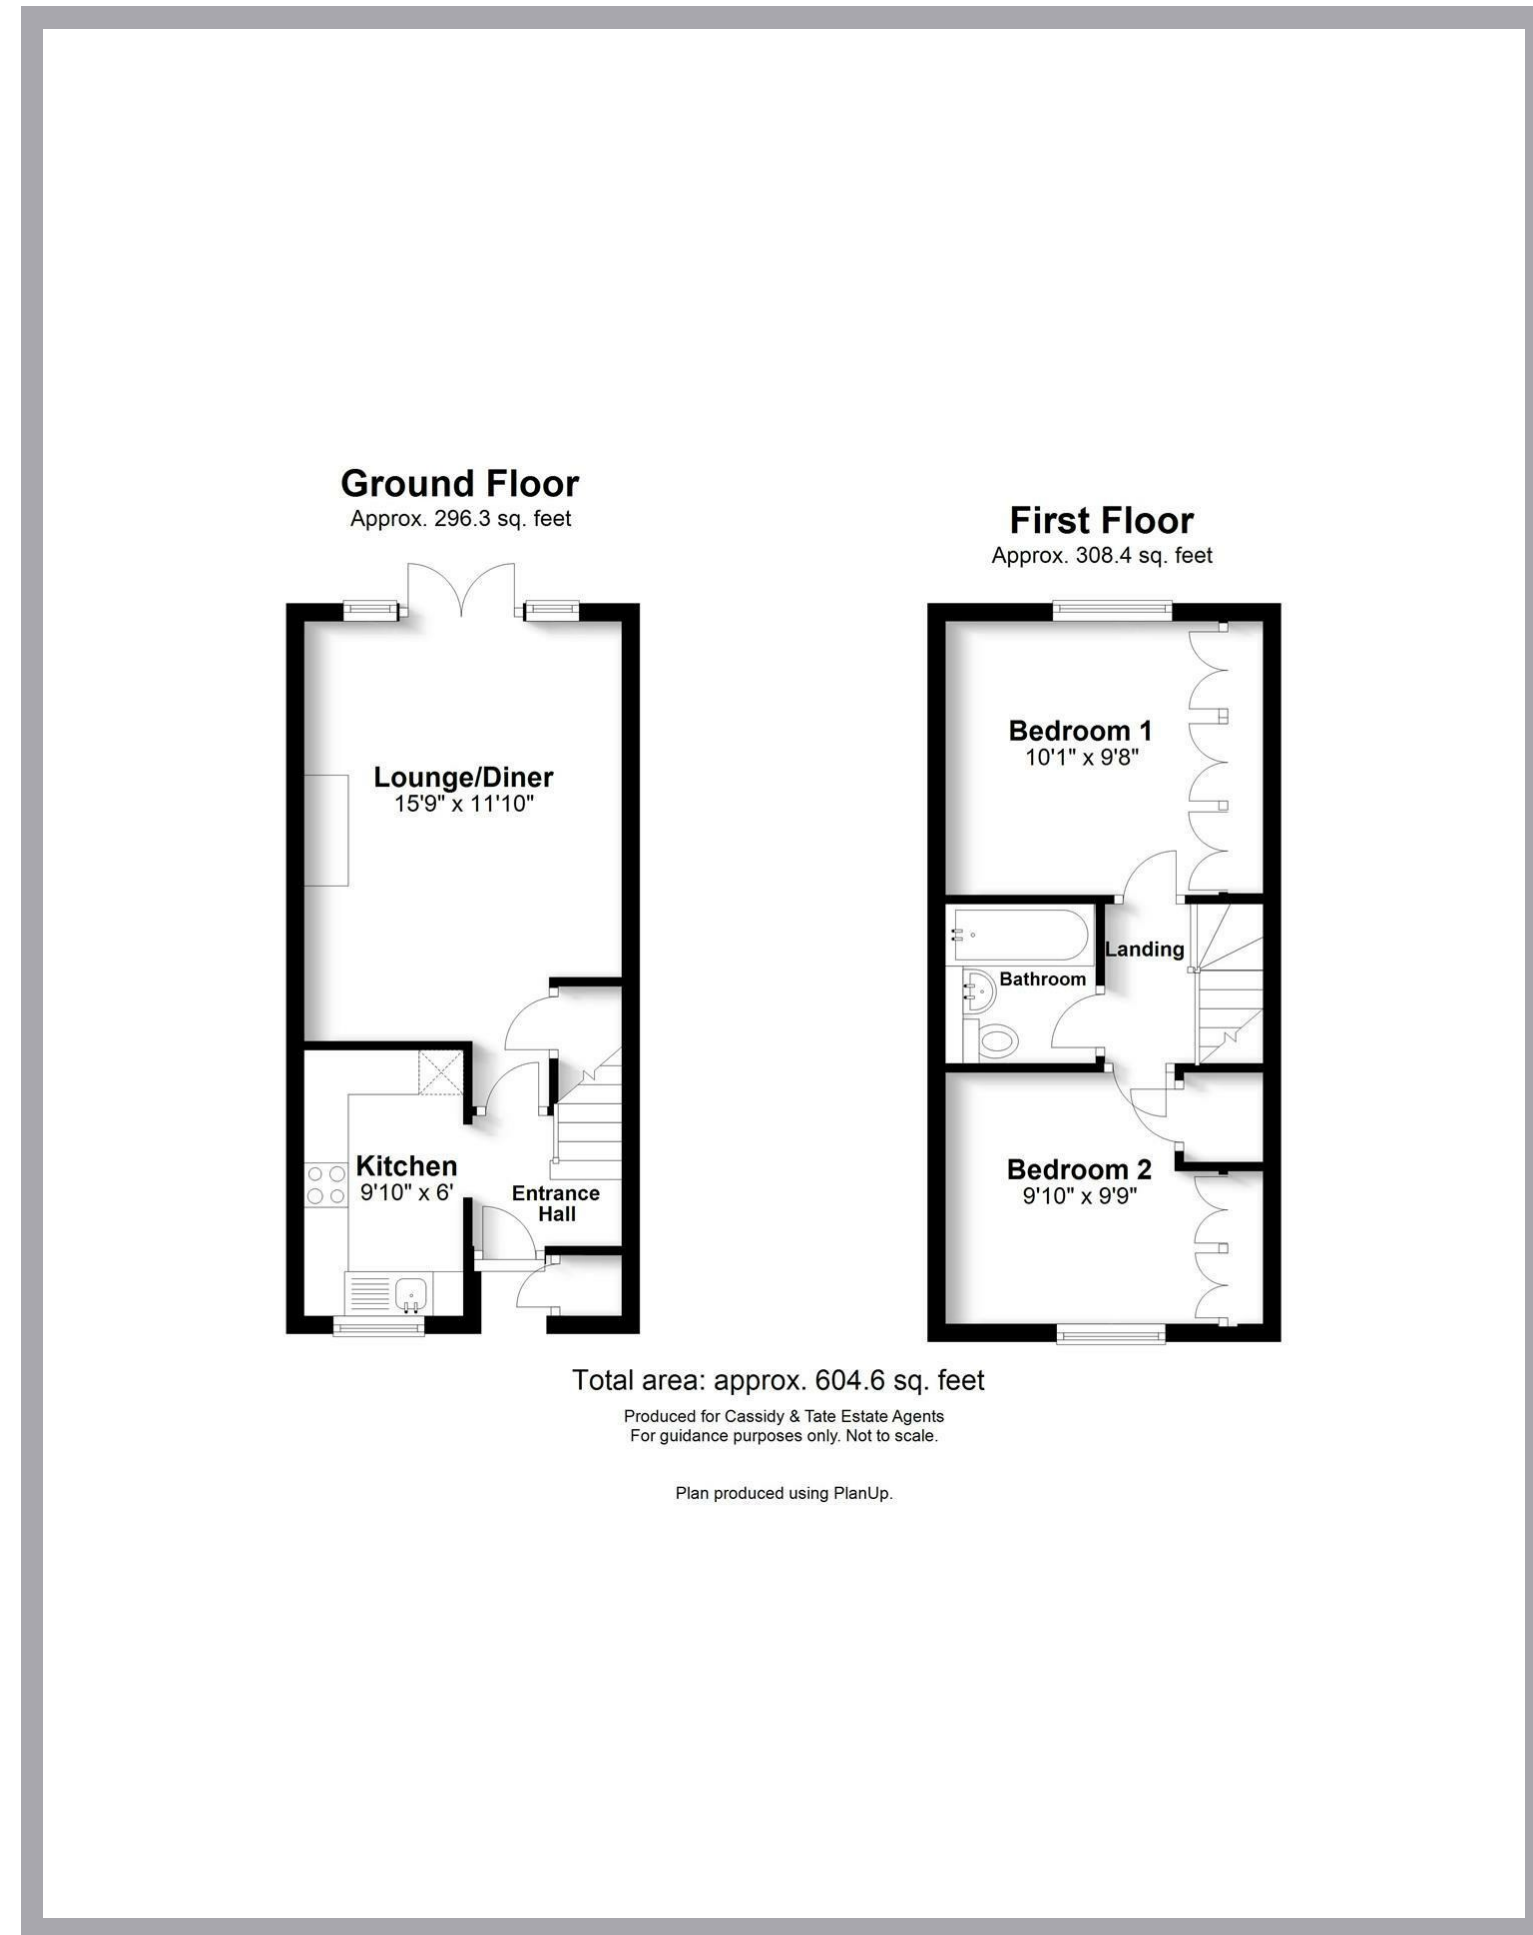 Ground Floor
Approx. 296.3 sq. feet
Lounge/Diner
15'9" x 11'10"
Kitchen
9'10" x 6'
Entrance
Hall
First Floor
Approx. 308.4 sq. feet
Bedroom 1
10'1" x 9'8"
Landing
Bathroom
Bedroom 2
9'10" x 9'9"
Total area: approx. 604.6 sq. feet
Produced for Cassidy & Tate Estate Agents
For guidance purposes only. Not to scale.
Plan produced using PlanUp.